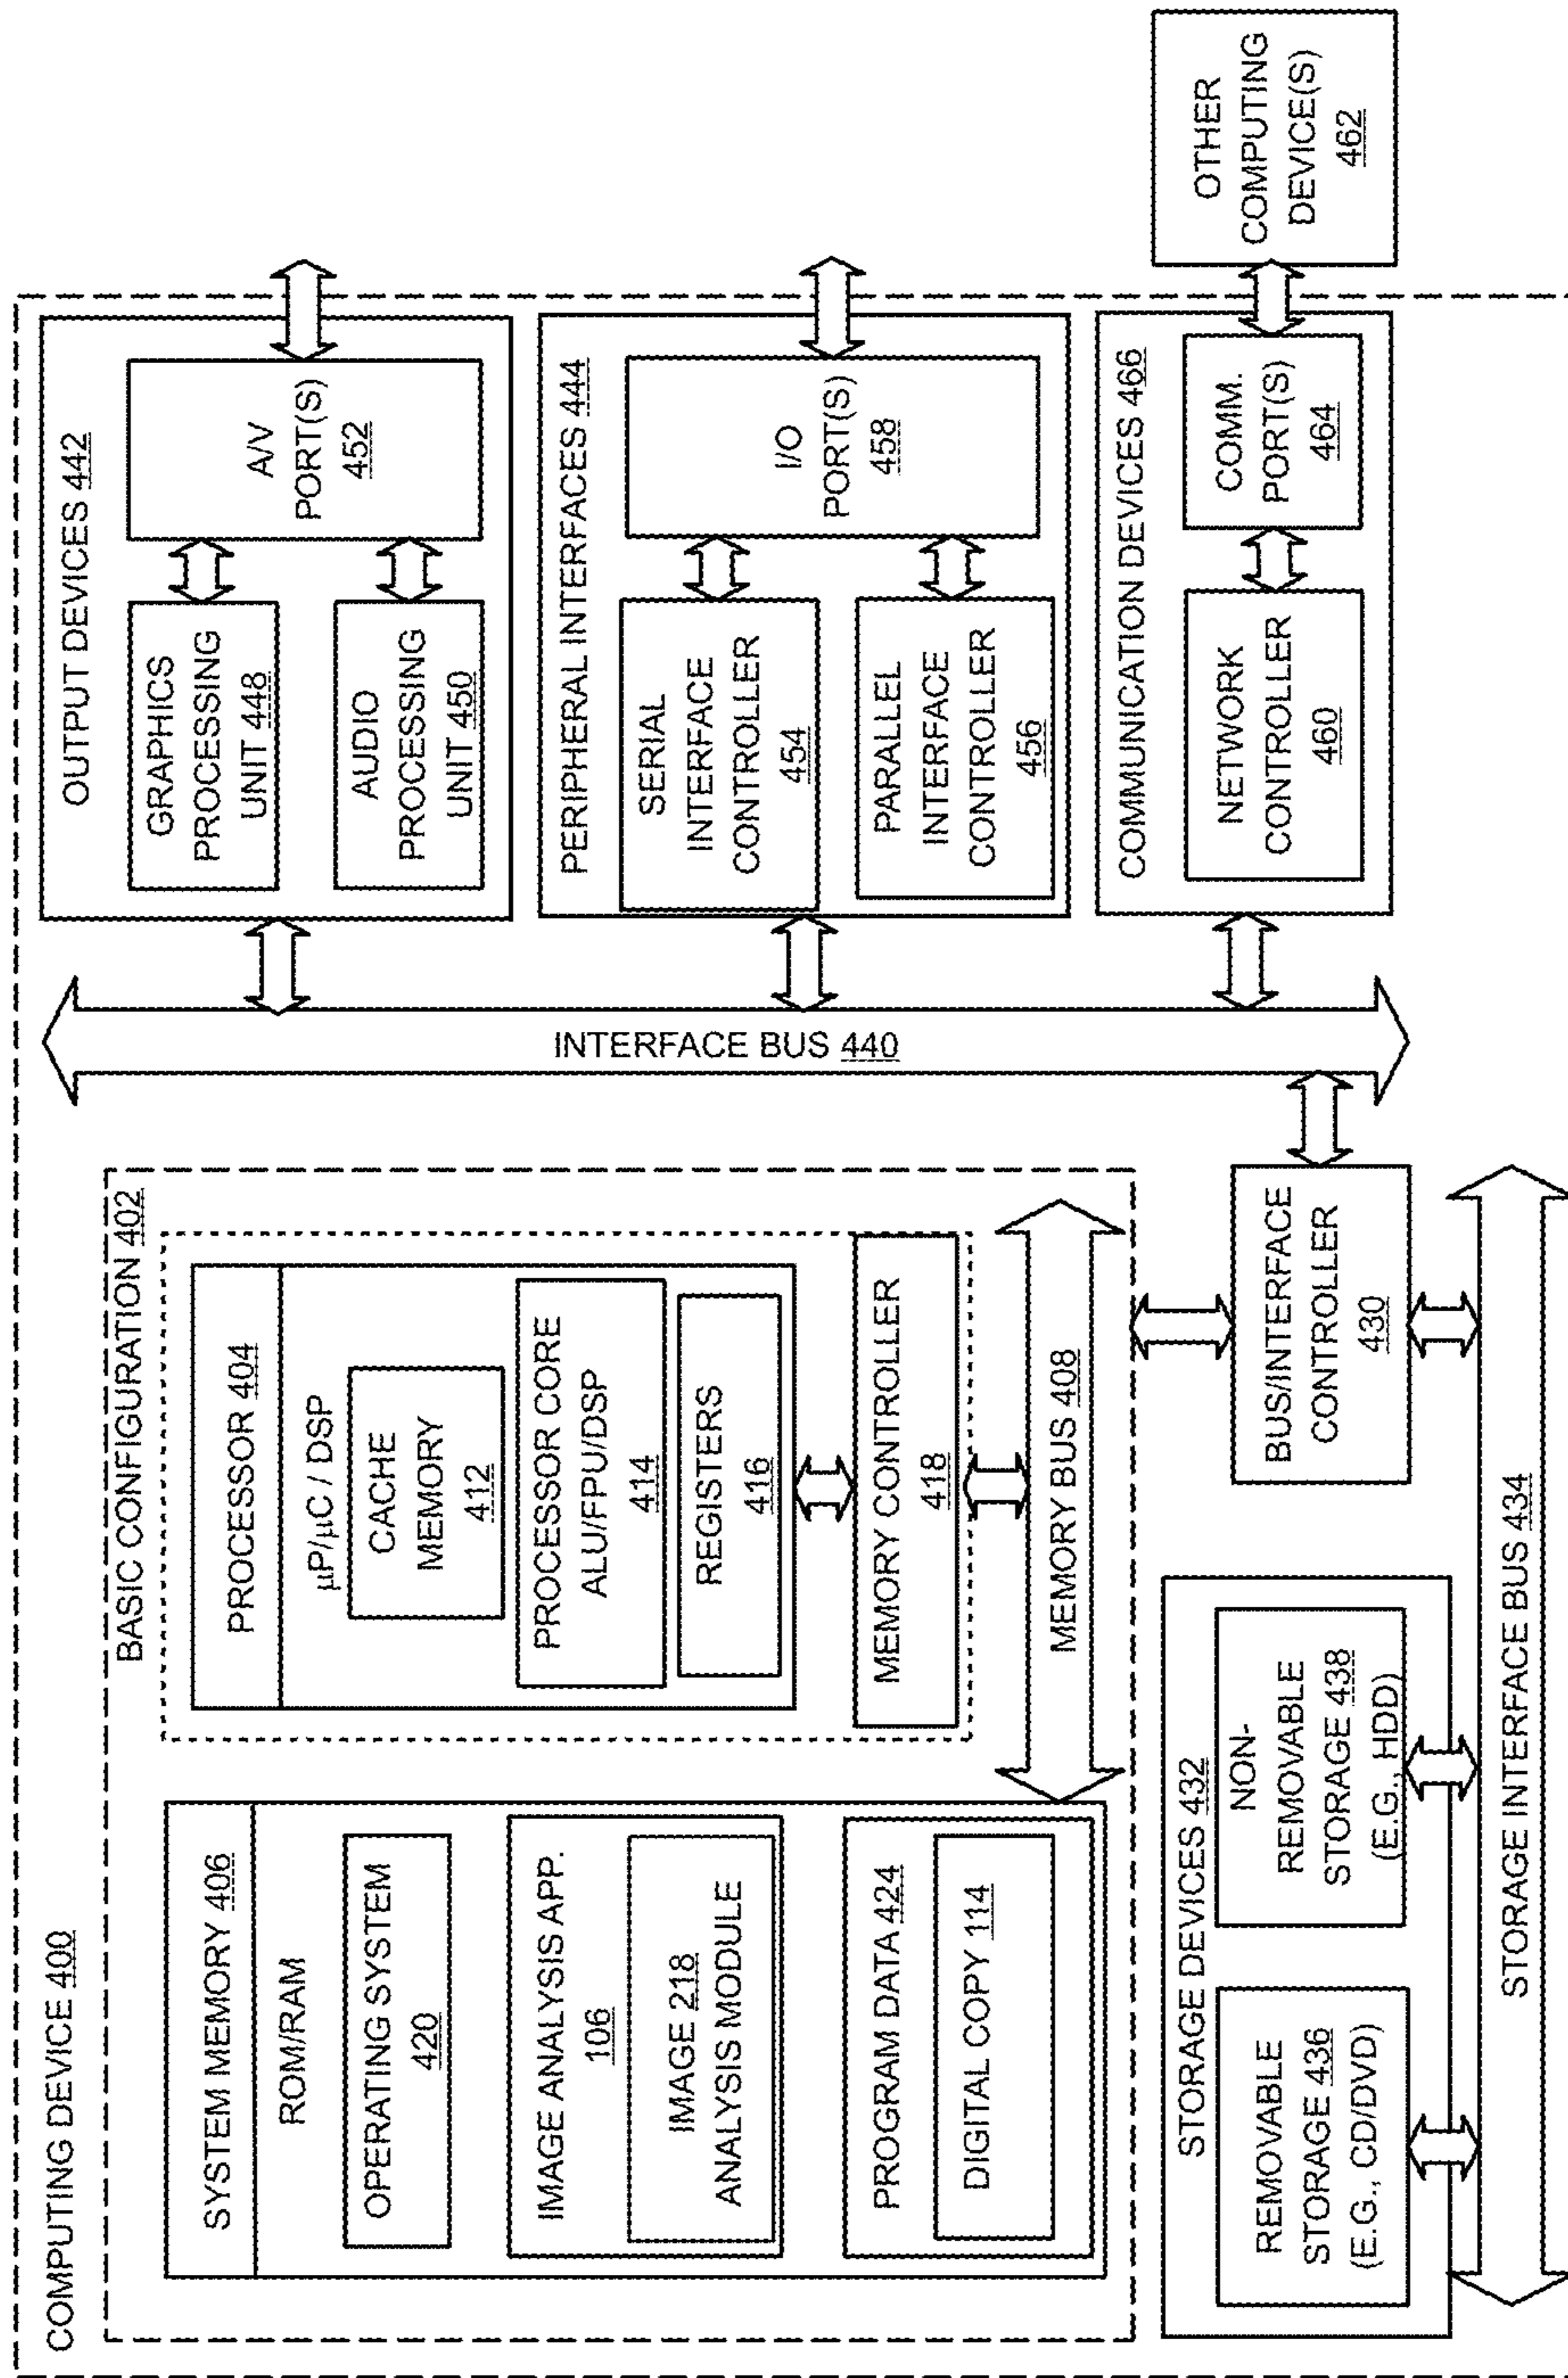 COMPUTING DEVICE 400
BASIC CONFIGURATION 402
SYSTEM MEMORY 406
ROM/RAM
OPERATING SYSTEM
420
IMAGE ANALYSIS APP.
106
IMAGE 218
ANALYSIS MODULE
PROGRAM DATA 424
DIGITAL COPY 114
PROCESSOR 404
µP/µC / DSP
CACHE
MEMORY
412
PROCESSOR CORE
ALU/FPU/DSP
414
REGISTERS
416
MEMORY CONTROLLER
418
MEMORY BUS 408
STORAGE DEVICES 432
REMOVABLE
STORAGE 436
(E.G., CD/DVD)
NON-
REMOVABLE
STORAGE 438
(E.G., HDD)
STORAGE INTERFACE BUS 434
BUS/INTERFACE
CONTROLLER
430
INTERFACE BUS 440
OUTPUT DEVICES 442
GRAPHICS
PROCESSING
UNIT 448
AUDIO
PROCESSING
UNIT 450
A/V
PORT(S)
452
PERIPHERAL INTERFACES 444
SERIAL
INTERFACE
CONTROLLER
454
PARALLEL
INTERFACE
CONTROLLER
456
I/O
PORT(S)
458
COMMUNICATION DEVICES 466
NETWORK
CONTROLLER
460
COMM.
PORT(S)
464
OTHER
COMPUTING
DEVICE(S)
462